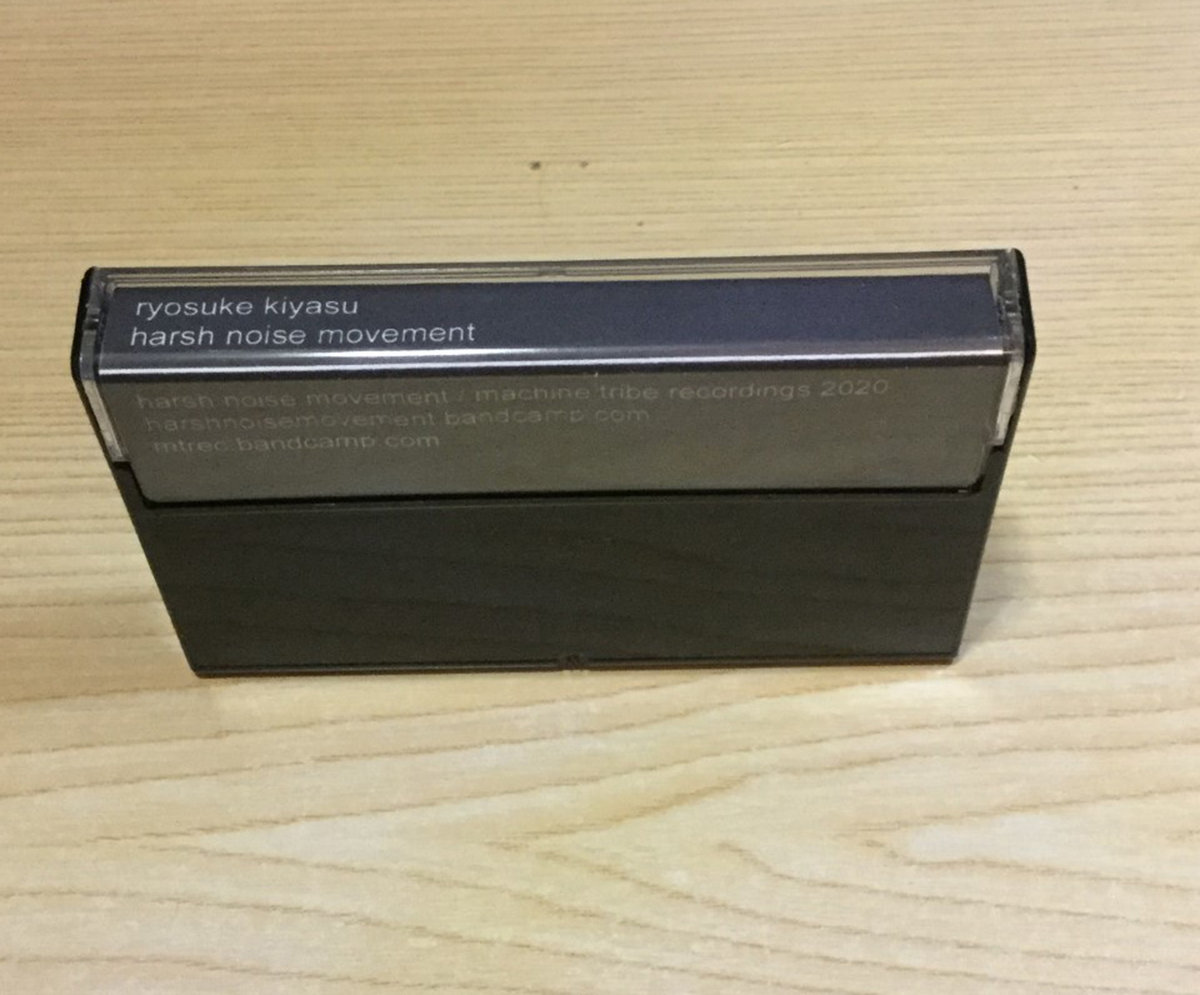 ryosuke kiyasu
harsh noise movement
harsh noise movement / machine tribe recordings 2020
harshnoisemovement.bandcamp.com
mtrec.bandcamp.com